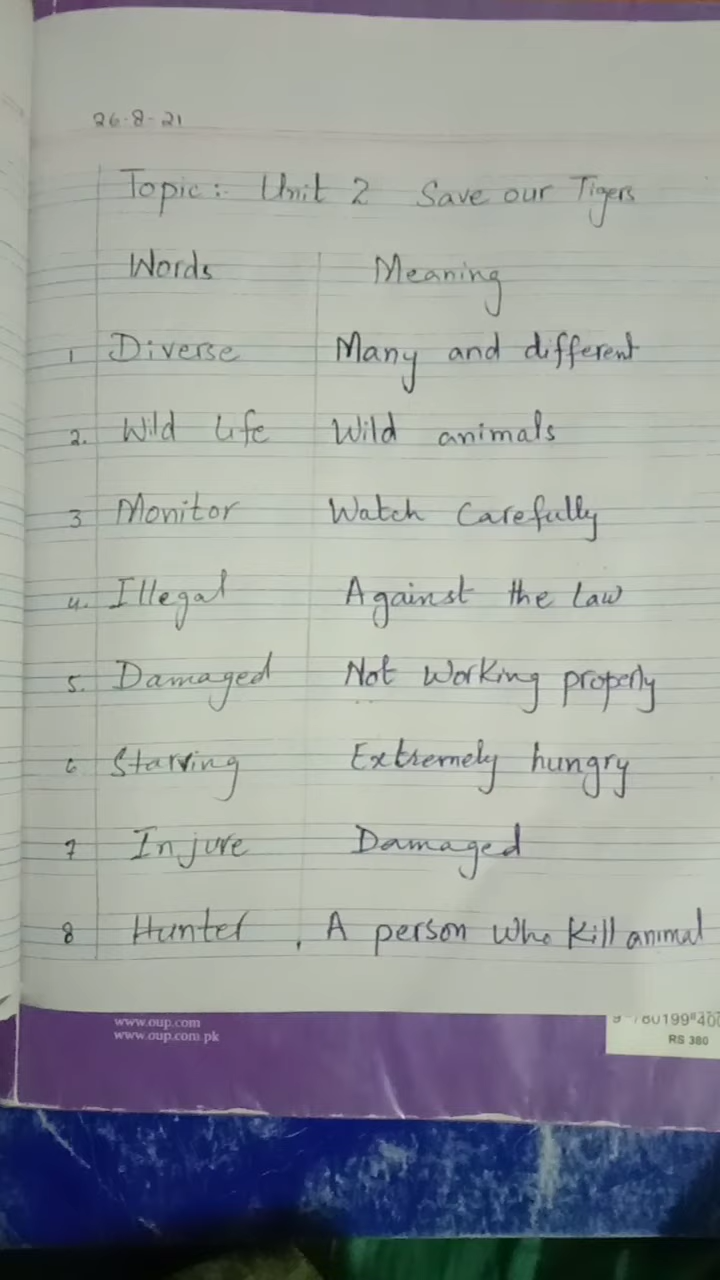 26-8-21
Topic: Unit 2 Save our Tigers
Words Meaning
1 Diverse Many and different
2. Wild Life Wild animals
3 Monitor Watch Carefully
4. Illegal Against the Law
5. Damaged Not Working properly
6 Starving Extremely hungry
7 Injure Damaged
8 Hunter . A person Who Kill animal
www.oup.com
www.oup.com.pk
RS 380